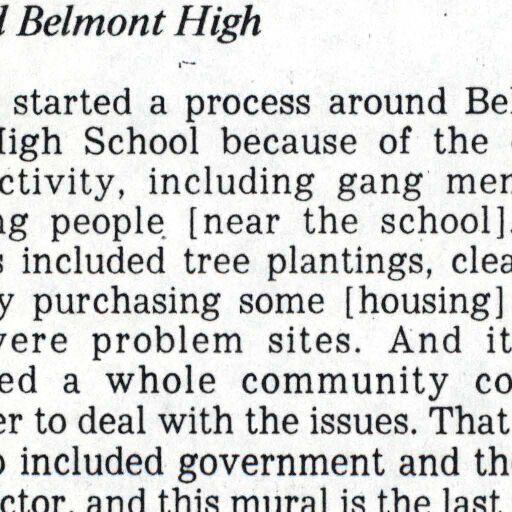 d Belmont High
started a process around Bel
High School because of the
ctivity, including gang mem
ng people [near the school].
s included tree plantings, clea
y purchasing some [housing]
vere problem sites. And it
ed a whole community co
er to deal with the issues. That
o included government and the
ctor, and this mural is the last